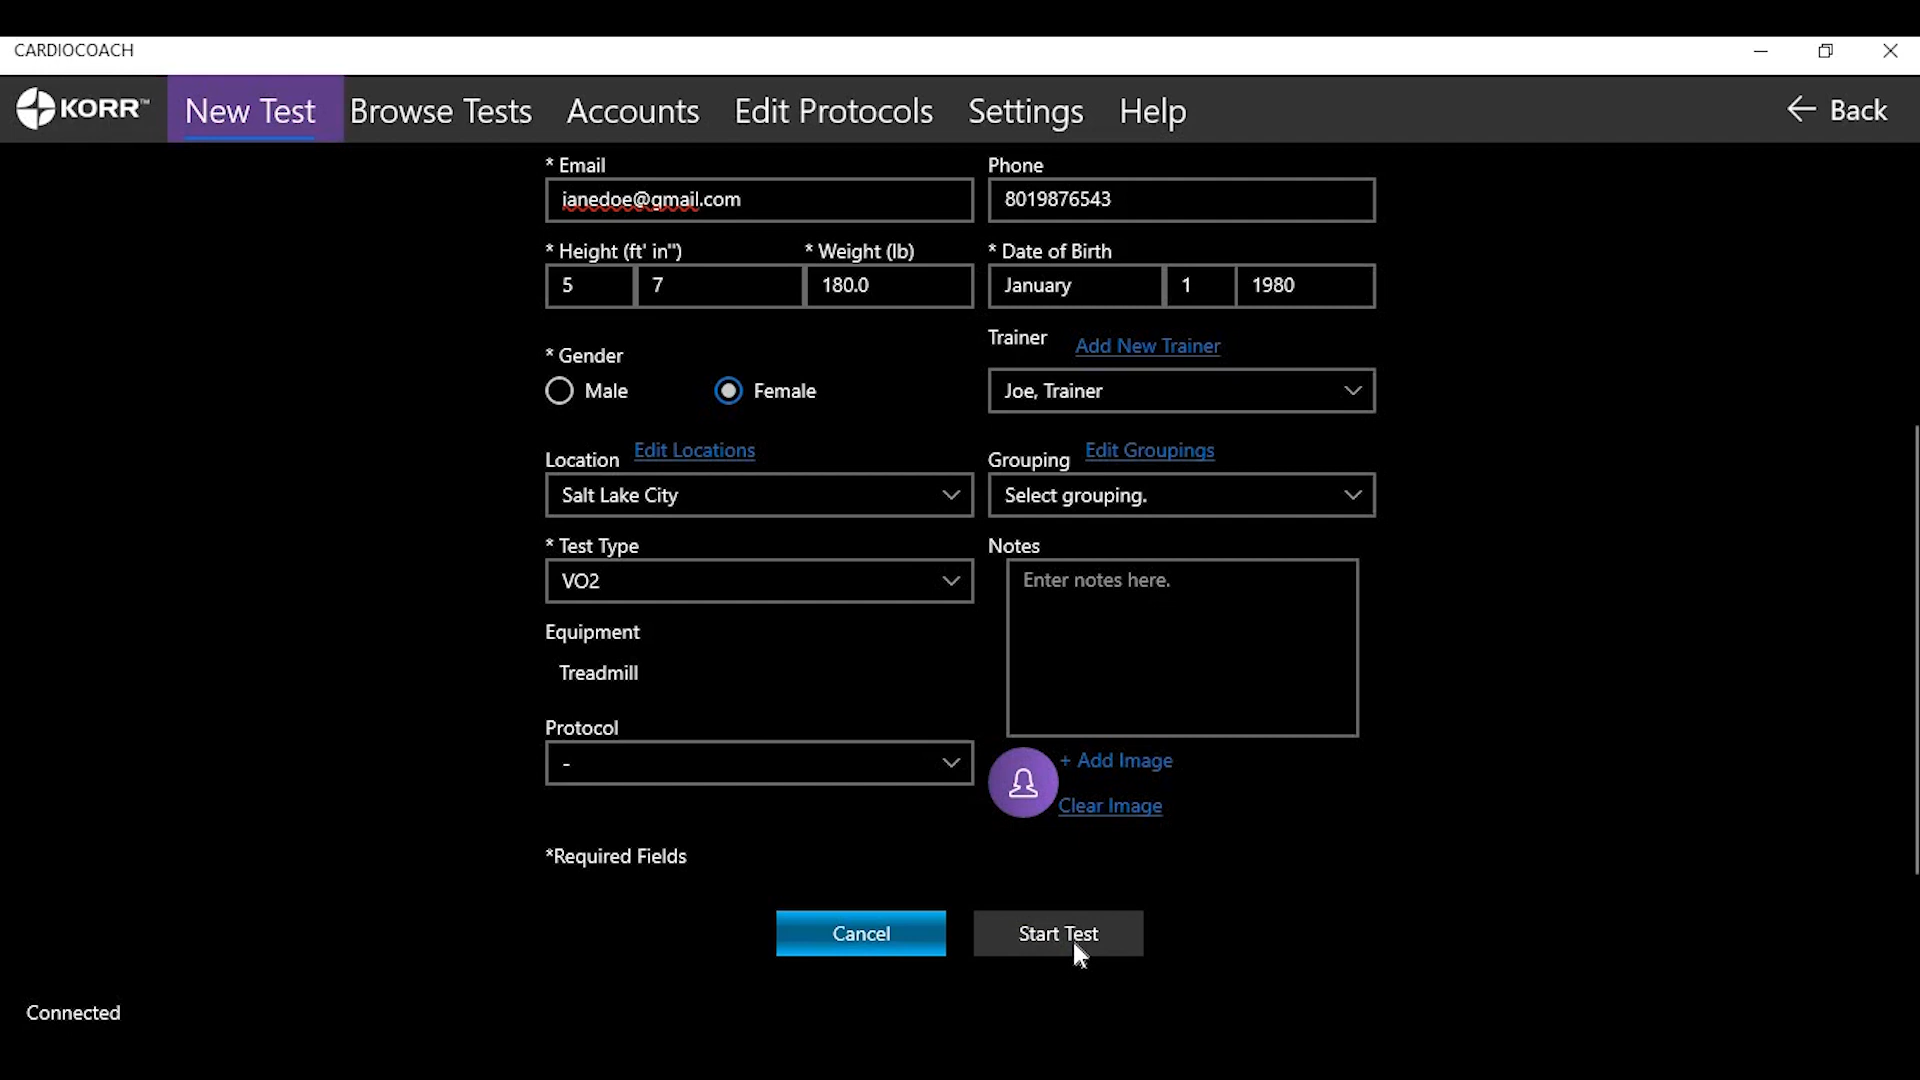 CARDIOCOACH
KORR™ New Test Browse Tests Accounts Edit Protocols Settings Help Back
* Email Phone
janedoe@gmail.com 8019876543
* Height (ft' in") * Weight (lb) * Date of Birth
5 7 180.0 January 1 1980
Trainer Add New Trainer
* Gender
Male Female Joe, Trainer
Location Edit Locations Grouping Edit Groupings
Salt Lake City Select grouping.
* Test Type Notes
VO2 Enter notes here.
Equipment
Treadmill
Protocol
-
+ Add Image
Clear Image
*Required Fields
Cancel Start Test
Connected